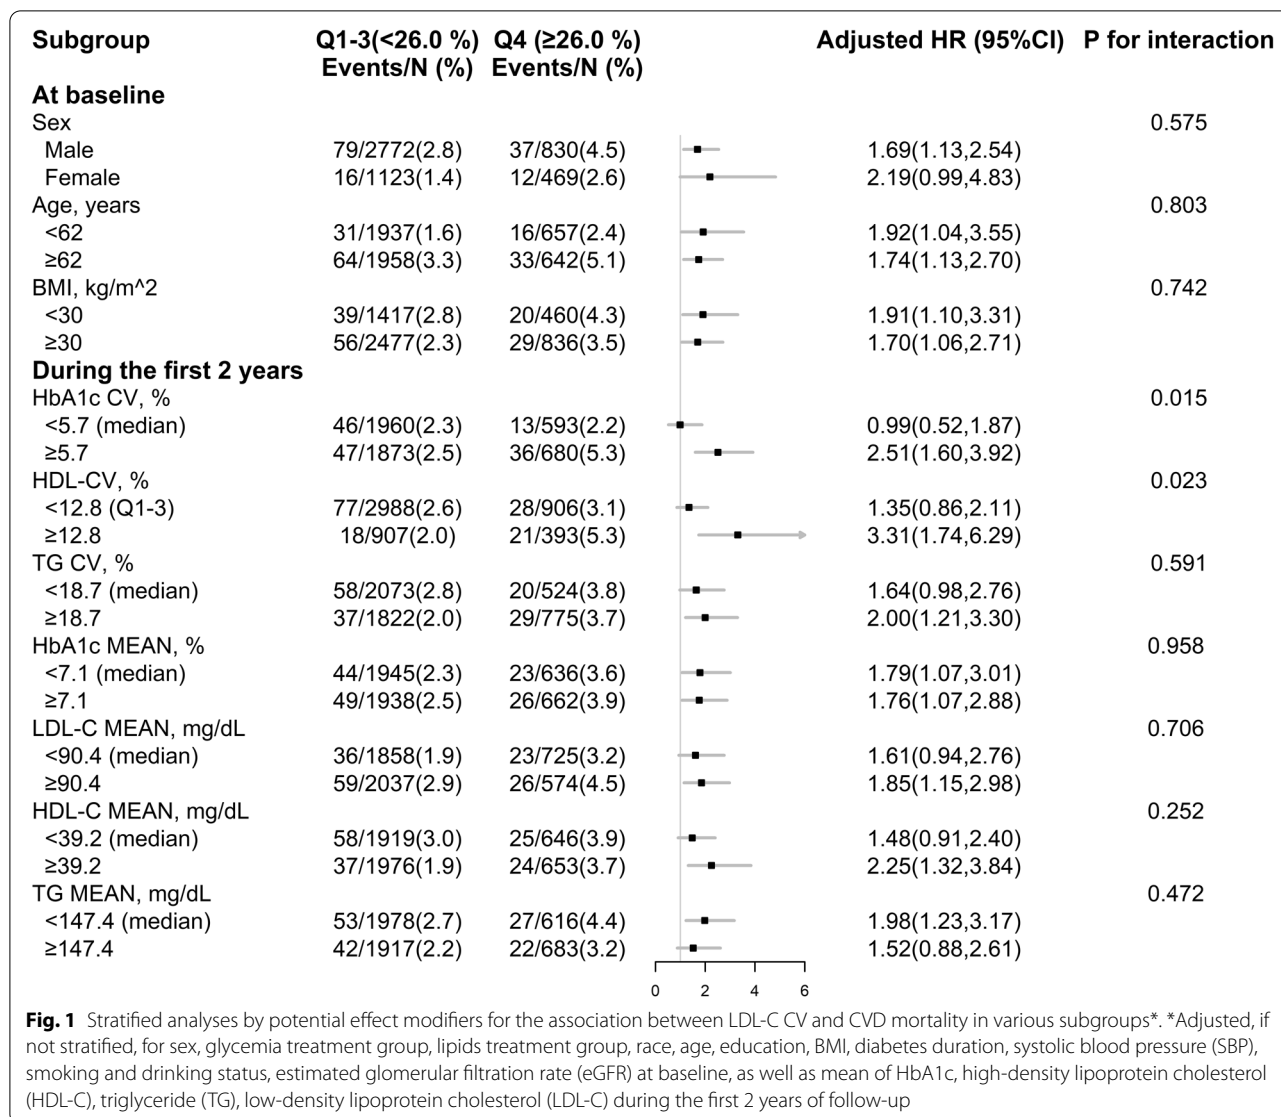 Subgroup Q1-3(<26.0 %) Q4 (≥26.0 %) Adjusted HR (95%CI) P for interaction
Events/N (%) Events/N (%)
At baseline
Sex 0.575
Male 79/2772(2.8) 37/830(4.5) 1.69(1.13,2.54)
Female 16/1123(1.4) 12/469(2.6) 2.19(0.99,4.83)
Age, years 0.803
<62 31/1937(1.6) 16/657(2.4) 1.92(1.04,3.55)
≥62 64/1958(3.3) 33/642(5.1) 1.74(1.13,2.70)
BMI, kg/m^2 0.742
<30 39/1417(2.8) 20/460(4.3) 1.91(1.10,3.31)
≥30 56/2477(2.3) 29/836(3.5) 1.70(1.06,2.71)
During the first 2 years
HbA1c CV, % 0.015
<5.7 (median) 46/1960(2.3) 13/593(2.2) 0.99(0.52,1.87)
≥5.7 47/1873(2.5) 36/680(5.3) 2.51(1.60,3.92)
HDL-CV, % 0.023
<12.8 (Q1-3) 77/2988(2.6) 28/906(3.1) 1.35(0.86,2.11)
≥12.8 18/907(2.0) 21/393(5.3) 3.31(1.74,6.29)
TG CV, % 0.591
<18.7 (median) 58/2073(2.8) 20/524(3.8) 1.64(0.98,2.76)
≥18.7 37/1822(2.0) 29/775(3.7) 2.00(1.21,3.30)
HbA1c MEAN, % 0.958
<7.1 (median) 44/1945(2.3) 23/636(3.6) 1.79(1.07,3.01)
≥7.1 49/1938(2.5) 26/662(3.9) 1.76(1.07,2.88)
LDL-C MEAN, mg/dL 0.706
<90.4 (median) 36/1858(1.9) 23/725(3.2) 1.61(0.94,2.76)
≥90.4 59/2037(2.9) 26/574(4.5) 1.85(1.15,2.98)
HDL-C MEAN, mg/dL 0.252
<39.2 (median) 58/1919(3.0) 25/646(3.9) 1.48(0.91,2.40)
≥39.2 37/1976(1.9) 24/653(3.7) 2.25(1.32,3.84)
TG MEAN, mg/dL 0.472
<147.4 (median) 53/1978(2.7) 27/616(4.4) 1.98(1.23,3.17)
≥147.4 42/1917(2.2) 22/683(3.2) 1.52(0.88,2.61)
0 2 4 6
Fig. 1 Stratified analyses by potential effect modifiers for the association between LDL-C CV and CVD mortality in various subgroups*. *Adjusted, if
not stratified, for sex, glycemia treatment group, lipids treatment group, race, age, education, BMI, diabetes duration, systolic blood pressure (SBP),
smoking and drinking status, estimated glomerular filtration rate (eGFR) at baseline, as well as mean of HbA1c, high-density lipoprotein cholesterol
(HDL-C), triglyceride (TG), low-density lipoprotein cholesterol (LDL-C) during the first 2 years of follow-up